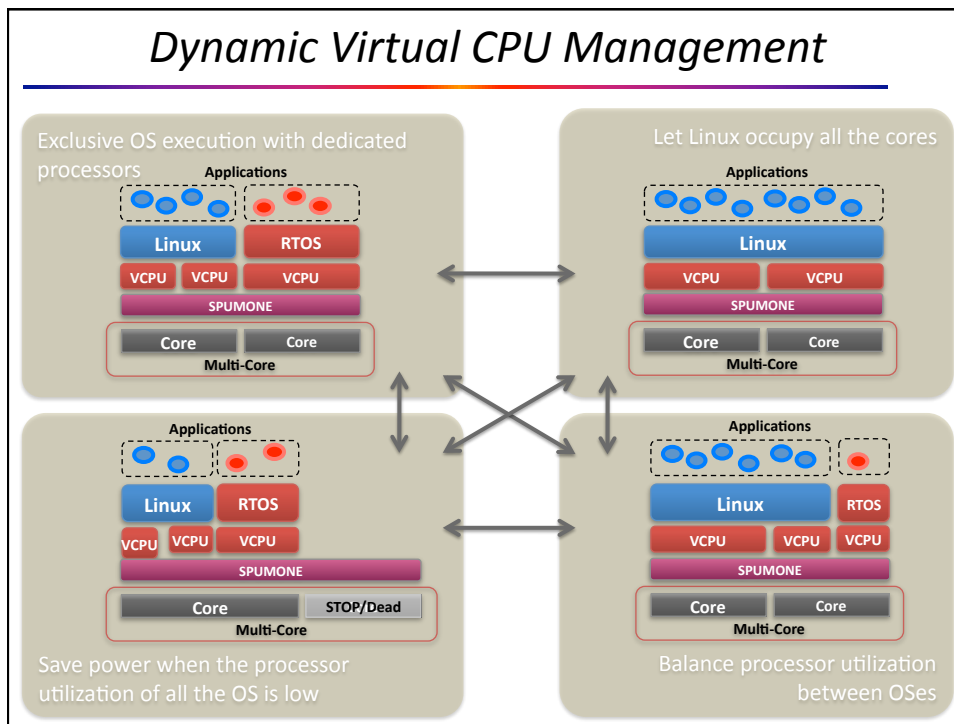 Dynamic Virtual CPU Management
Exclusive OS execution with dedicated
processors
Applications
Linux
RTOS
VCPU
VCPU
VCPU
SPUMONE
Core
Core
Multi-Core
Let Linux occupy all the cores
Applications
Linux
VCPU
VCPU
SPUMONE
Core
Core
Multi-Core
Applications
Linux
RTOS
VCPU
VCPU
VCPU
SPUMONE
Core
STOP/Dead
Multi-Core
Save power when the processor
utilization of all the OS is low
Applications
Linux
RTOS
VCPU
VCPU
VCPU
SPUMONE
Core
Core
Multi-Core
Balance processor utilization
between OSes